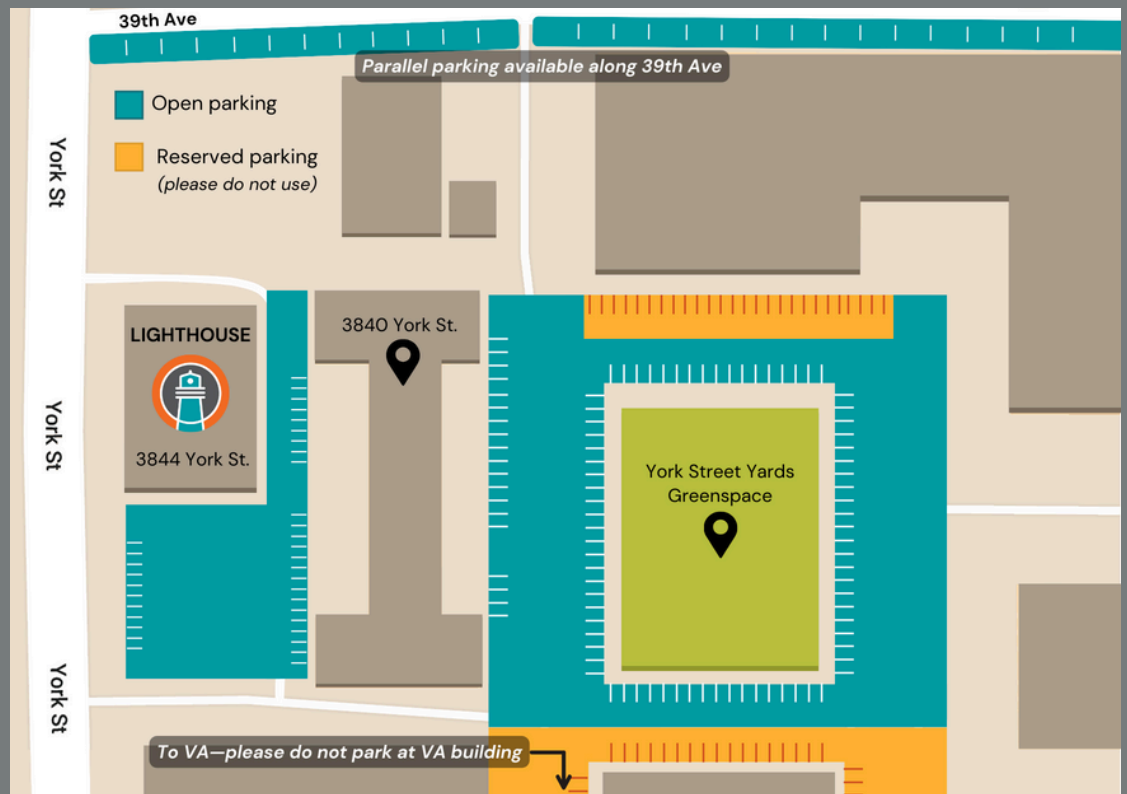 39th Ave
Parallel parking available along 39th Ave
Open parking
Reserved parking
(please do not use)
York St
LIGHTHOUSE
3844 York St.
3840 York St.
York St
York Street Yards
Greenspace
York St
To VA—please do not park at VA building